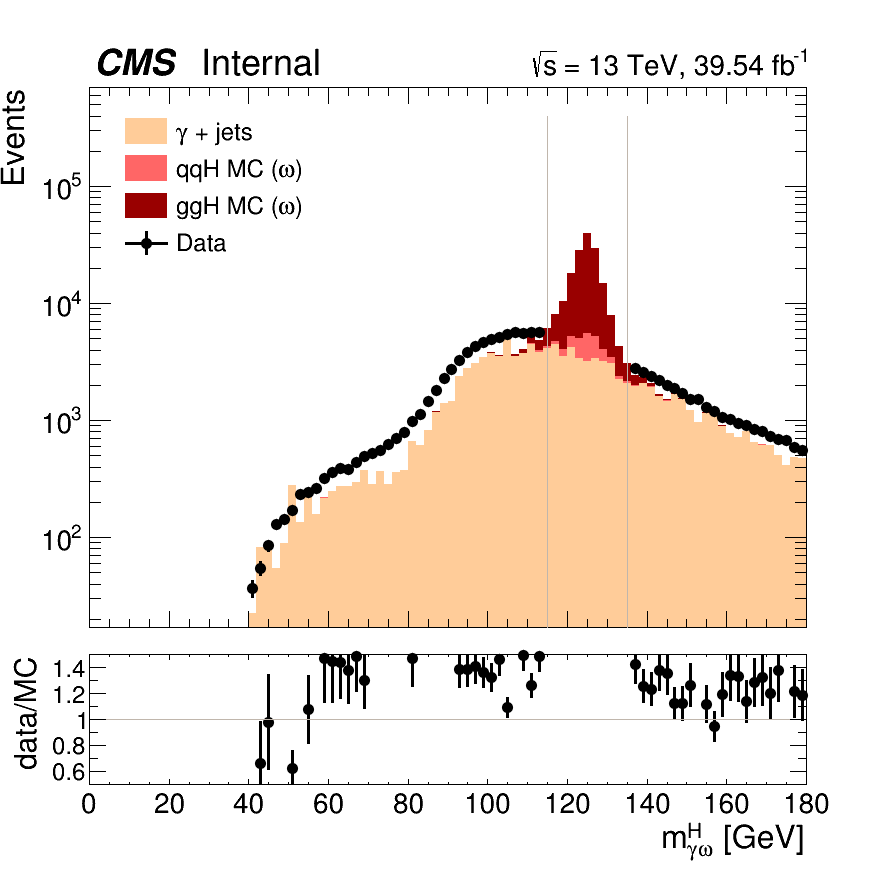 CMS Internal √s = 13 TeV, 39.54 fb⁻¹
Events
γ + jets
qqH MC (ω)
ggH MC (ω)
Data
10⁵
10⁴
10³
10²
data/MC
1.4
1.2
1
0.8
0.6
0 20 40 60 80 100 120 140 160 180
m^H_γω [GeV]